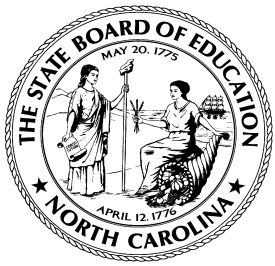 THE STATE BOARD OF EDUCATION
MAY 20, 1775
APRIL 12, 1776
NORTH CAROLINA